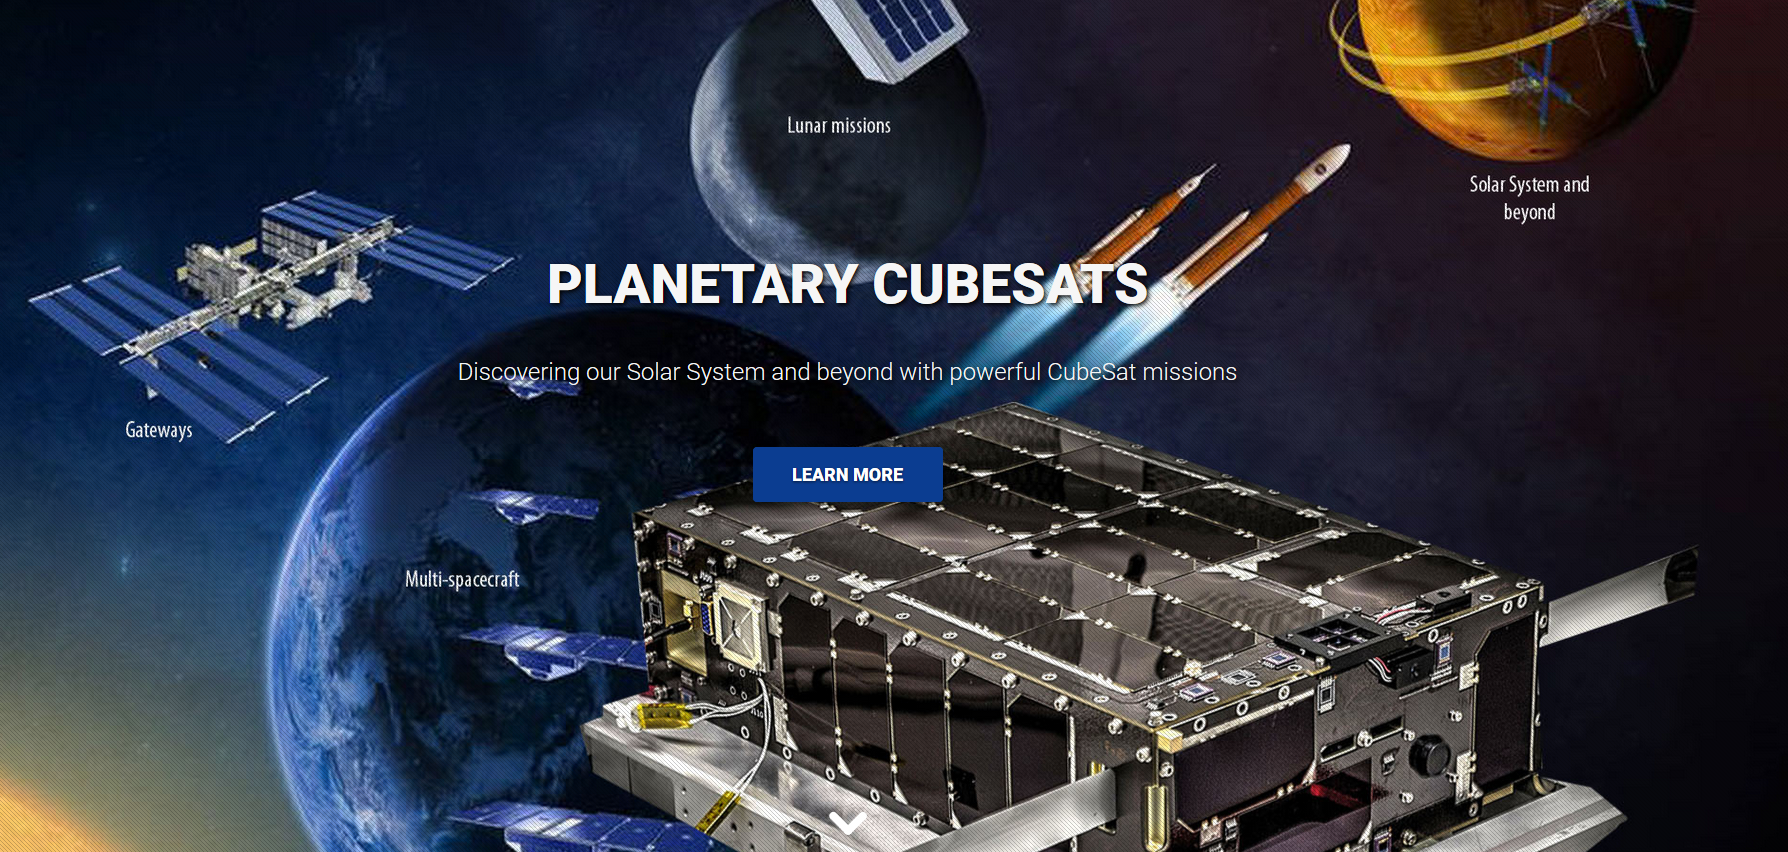 Lunar missions
Solar System and
beyond
PLANETARY CUBESATS
Discovering our Solar System and beyond with powerful CubeSat missions
Gateways
LEARN MORE
Multi-spacecraft